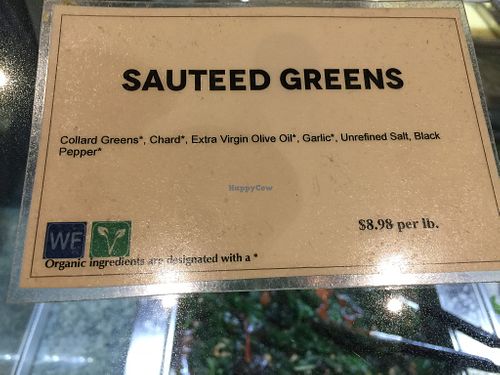 SAUTEED GREENS
Collard Greens*, Chard*, Extra Virgin Olive Oil*, Garlic*, Unrefined Salt, Black
Pepper*
HappyCow
$8.98 per lb.
WF
Organic ingredients are designated with a *